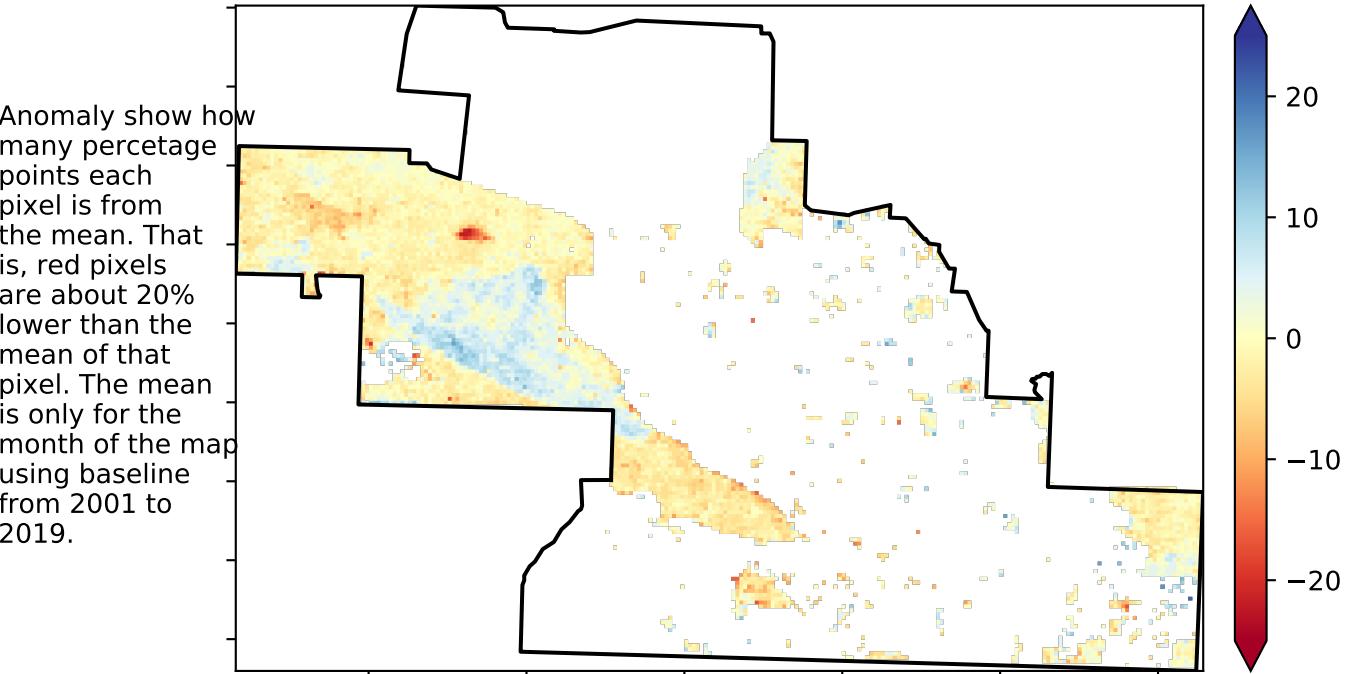 Anomaly show how
many percetage
points each
pixel is from
the mean. That
is, red pixels
are about 20%
lower than the
mean of that
pixel. The mean
is only for the
month of the map
using baseline
from 2001 to
2019.
20
10
0
−10
−20